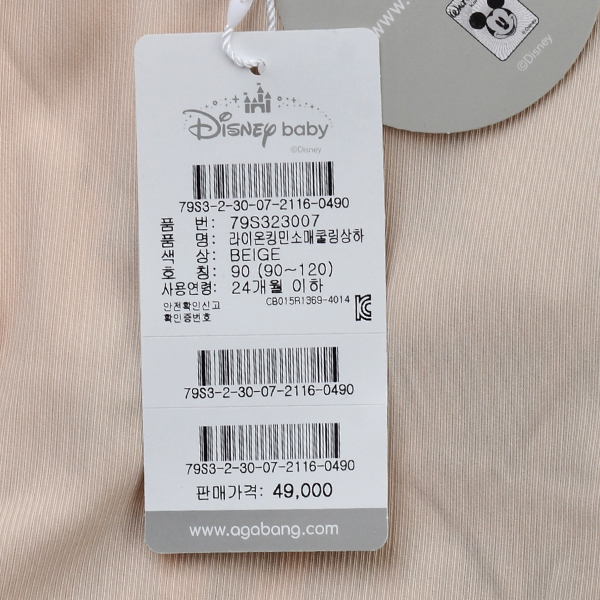 ©Disney
Disney baby
©Disney
79S3-2-30-07-2116-0490
품 번: 79S323007
품 명: 라이온킹민소매쿨링상하
색 상: BEIGE
호 칭: 90 (90~120)
사용연령: 24개월 이하
안전확인신고 CB015R1369-4014
확인증번호
79S3-2-30-07-2116-0490
79S3-2-30-07-2116-0490
판매가격: 49,000
www.agabang.com